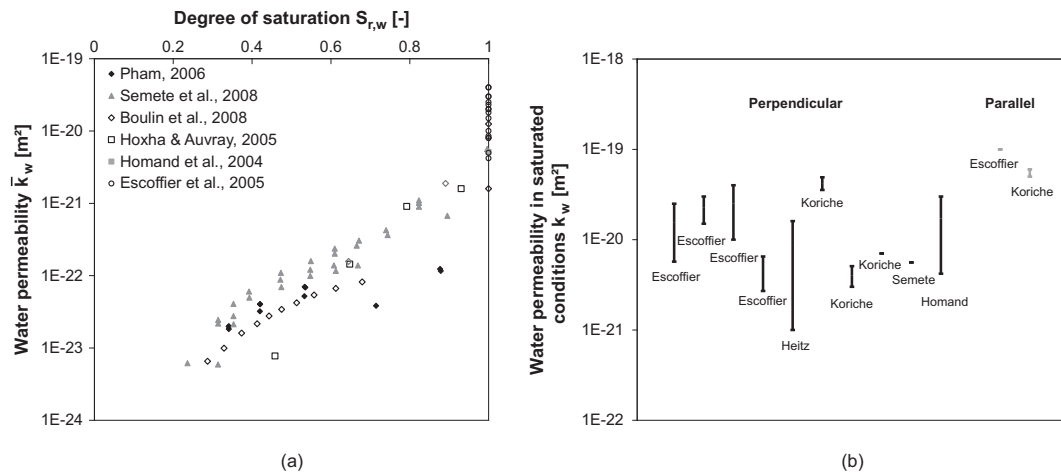 Degree of saturation S_{r,w} [-]
0 0.2 0.4 0.6 0.8 1
Water permeability k̄_w [m²]
1E-19
1E-20
1E-21
1E-22
1E-23
1E-24
Pham, 2006
Semete et al., 2008
Boulin et al., 2008
Hoxha & Auvray, 2005
Homand et al., 2004
Escoffier et al., 2005
(a)
Water permeability in saturated
conditions k_w [m²]
1E-18
1E-19
1E-20
1E-21
1E-22
Perpendicular
Parallel
Escoffier
Escoffier
Escoffier
Escoffier
Heitz
Koriche
Koriche
Koriche
Semete
Homand
Escoffier
Koriche
(b)